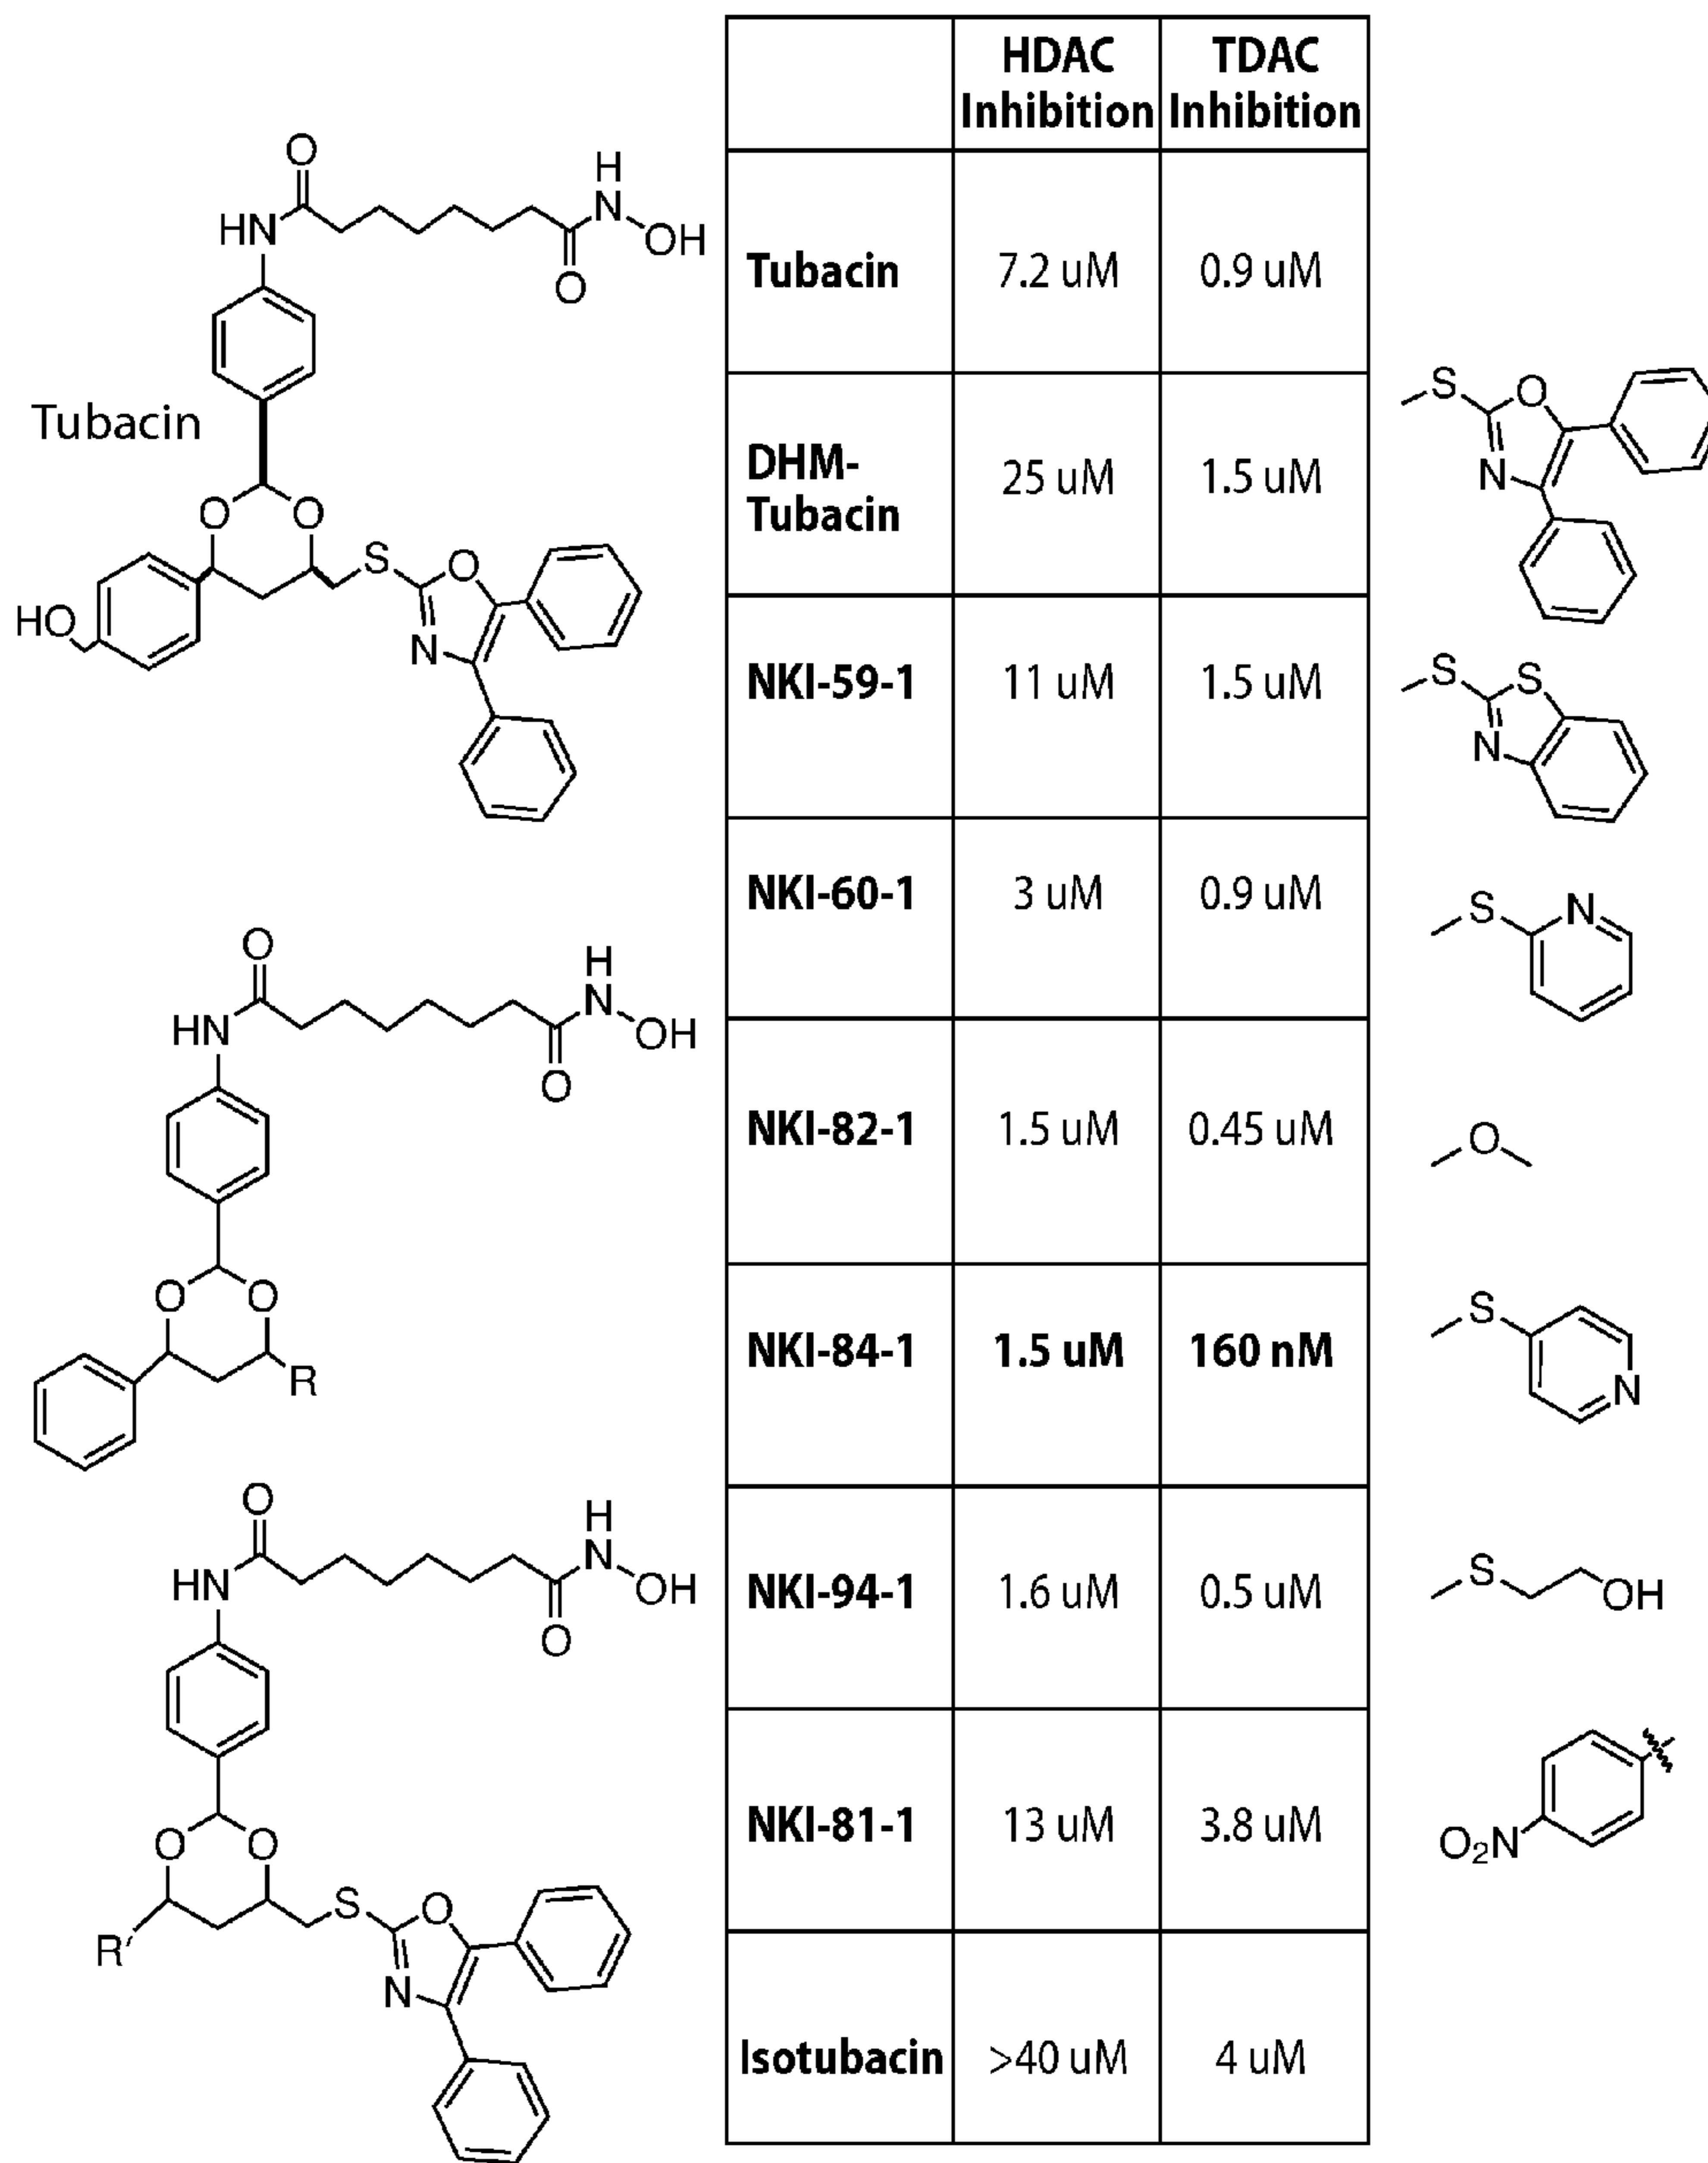 HDAC Inhibition
TDAC Inhibition
Tubacin
7.2 uM
0.9 uM
DHM-Tubacin
25 uM
1.5 uM
NKI-59-1
11 uM
1.5 uM
NKI-60-1
3 uM
0.9 uM
NKI-82-1
1.5 uM
0.45 uM
NKI-84-1
1.5 uM
160 nM
NKI-94-1
1.6 uM
0.5 uM
NKI-81-1
13 uM
3.8 uM
Isotubacin
>40 uM
4 uM
O
H
N
HN
OH
O
Tubacin
O
O
S
O
HO
N
O
H
N
HN
OH
O
O
O
R
O
H
N
HN
OH
O
O
O
S
O
R'
N
S
O
N
S
S
N
S
N
O
S
N
S
OH
O2N